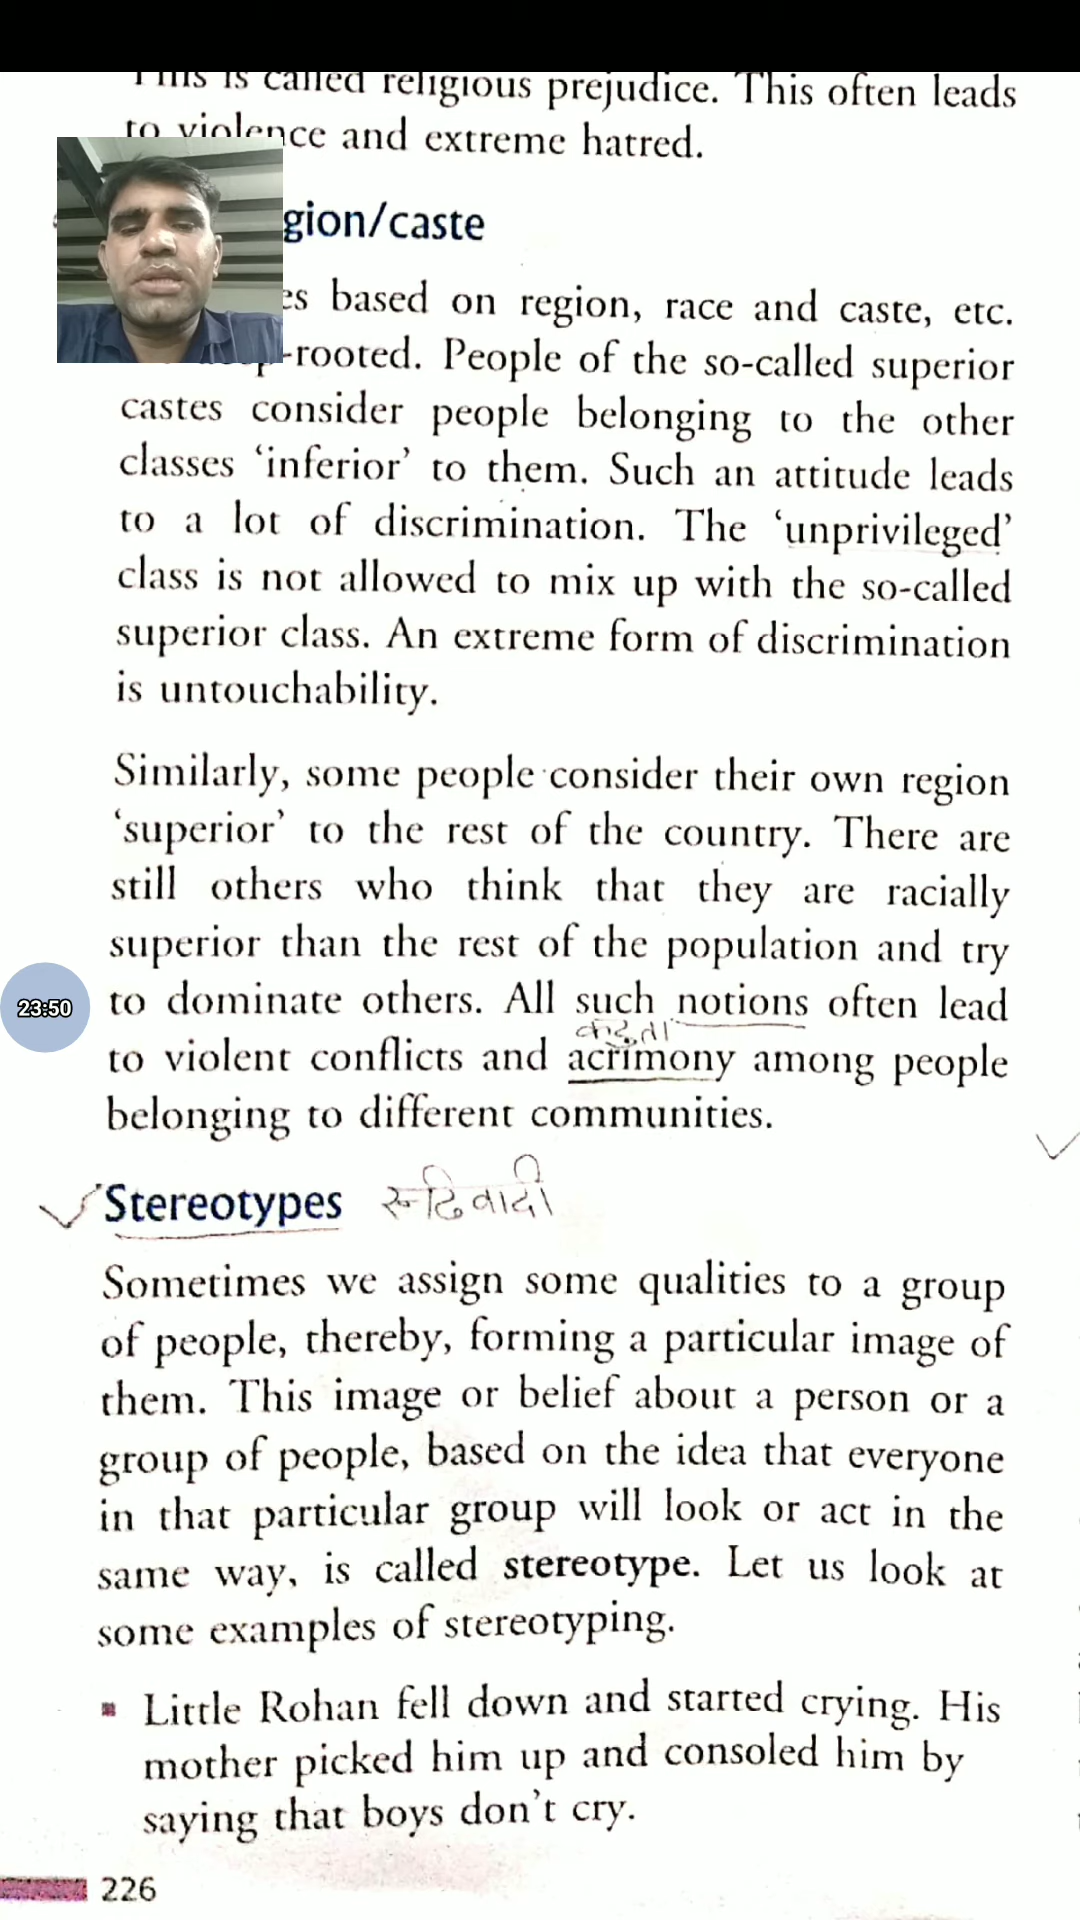 This is called religious prejudice. This often leads
to violence and extreme hatred.
gion/caste
es based on region, race and caste, etc.
-rooted. People of the so-called superior
castes consider people belonging to the other
classes ‘inferior’ to them. Such an attitude leads
to a lot of discrimination. The ‘unprivileged’
class is not allowed to mix up with the so-called
superior class. An extreme form of discrimination
is untouchability.
Similarly, some people consider their own region
‘superior’ to the rest of the country. There are
still others who think that they are racially
superior than the rest of the population and try
23:50
to dominate others. All such notions often lead
कटुता
to violent conflicts and acrimony among people
belonging to different communities.
Stereotypes रूढिवादी
Sometimes we assign some qualities to a group
of people, thereby, forming a particular image of
them. This image or belief about a person or a
group of people, based on the idea that everyone
in that particular group will look or act in the
same way, is called stereotype. Let us look at
some examples of stereotyping.
▪ Little Rohan fell down and started crying. His
mother picked him up and consoled him by
saying that boys don’t cry.
226